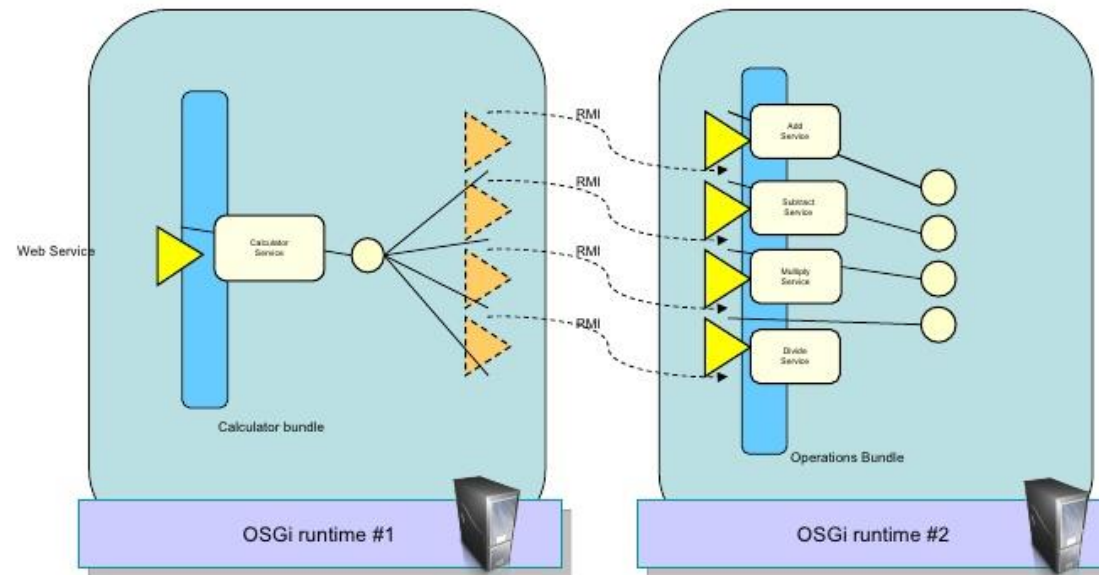 RMI
RMI
RMI
RMI
Web Service
Calculator
Service
Calculator bundle
OSGi runtime #1
Add
Service
Subtract
Service
Multiply
Service
Divide
Service
Operations Bundle
OSGi runtime #2